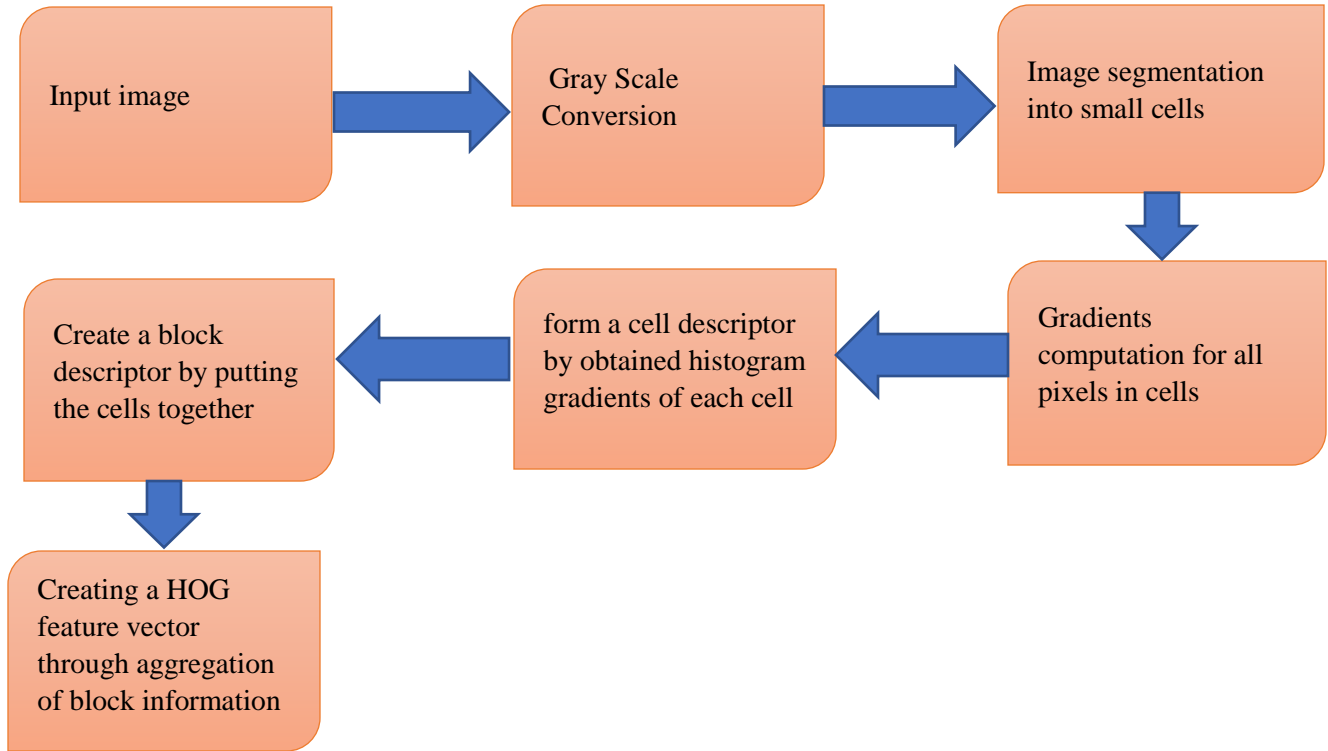 Input image
Gray Scale
Conversion
Image segmentation
into small cells
Gradients
computation for all
pixels in cells
form a cell descriptor
by obtained histogram
gradients of each cell
Create a block
descriptor by putting
the cells together
Creating a HOG
feature vector
through aggregation
of block information